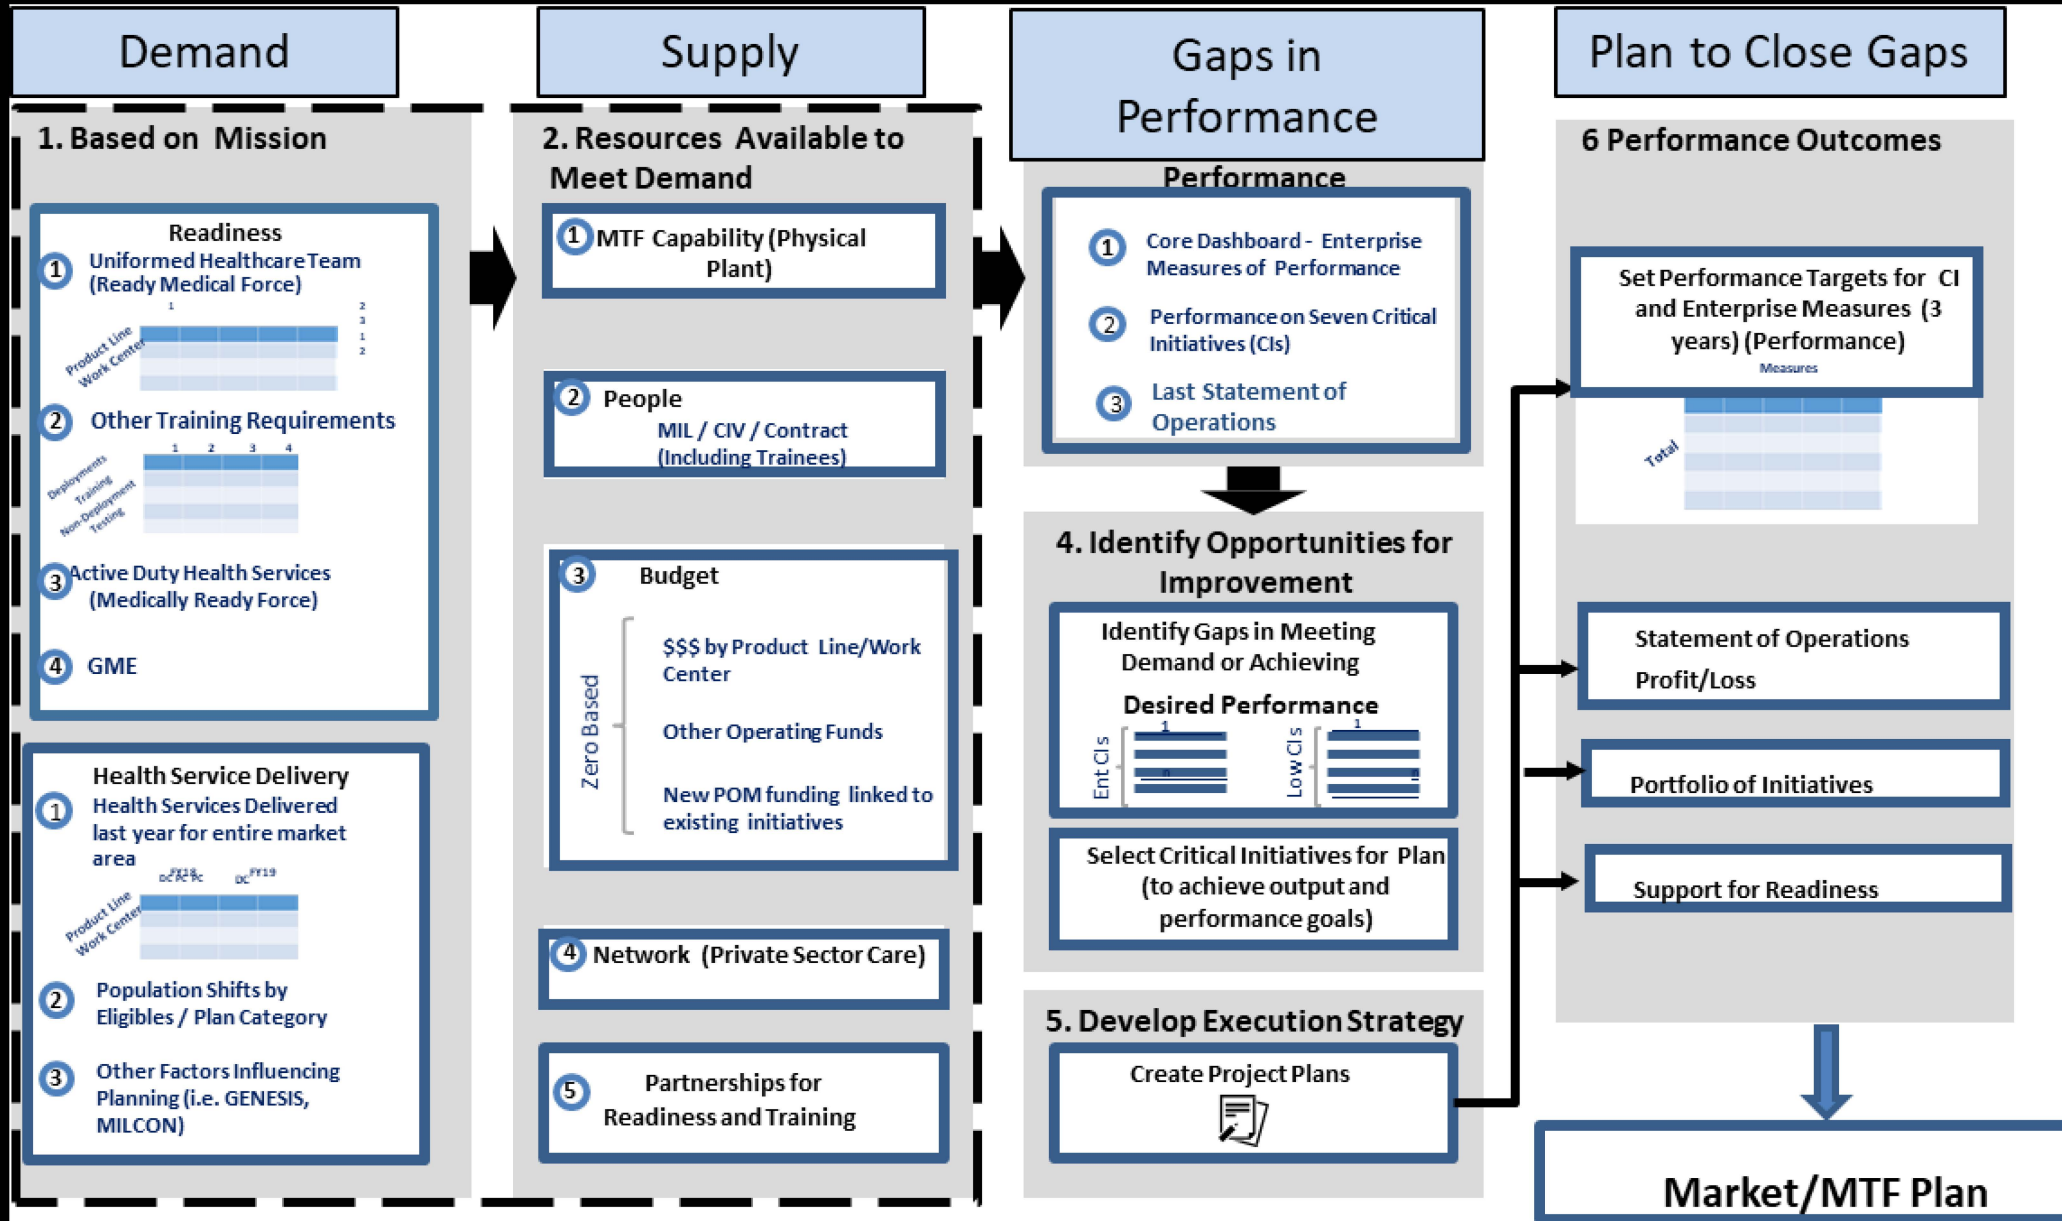 Demand
1. Based on Mission
Readiness
1
Uniformed Healthcare Team
(Ready Medical Force)
1
2
3
1
2
Product Line
Work Center
2
Other Training Requirements
1 2 3 4
Deployments
Training
Non-Deployment
Testing
3
Active Duty Health Services
(Medically Ready Force)
4
GME
Health Service Delivery
1
Health Services Delivered
last year for entire market
area
FY19
DC
Product Line
Work Center
2
Population Shifts by
Eligibles / Plan Category
3
Other Factors Influencing
Planning (i.e. GENESIS,
MILCON)
Supply
2. Resources Available to
Meet Demand
1
MTF Capability (Physical
Plant)
2
People
MIL / CIV / Contract
(Including Trainees)
3
Budget
Zero Based
$$$ by Product Line/Work
Center
Other Operating Funds
New POM funding linked to
existing initiatives
4
Network (Private Sector Care)
5
Partnerships for
Readiness and Training
Gaps in
Performance
Performance
1
Core Dashboard - Enterprise
Measures of Performance
2
Performance on Seven Critical
Initiatives (CIs)
3
Last Statement of
Operations
4. Identify Opportunities for
Improvement
Identify Gaps in Meeting
Demand or Achieving
Desired Performance
Ent CIs
1
n
Low CIs
1
n
Select Critical Initiatives for Plan
(to achieve output and
performance goals)
5. Develop Execution Strategy
Create Project Plans
Plan to Close Gaps
6 Performance Outcomes
Set Performance Targets for CI
and Enterprise Measures (3
years) (Performance)
Measures
Total
Statement of Operations
Profit/Loss
Portfolio of Initiatives
Support for Readiness
Market/MTF Plan